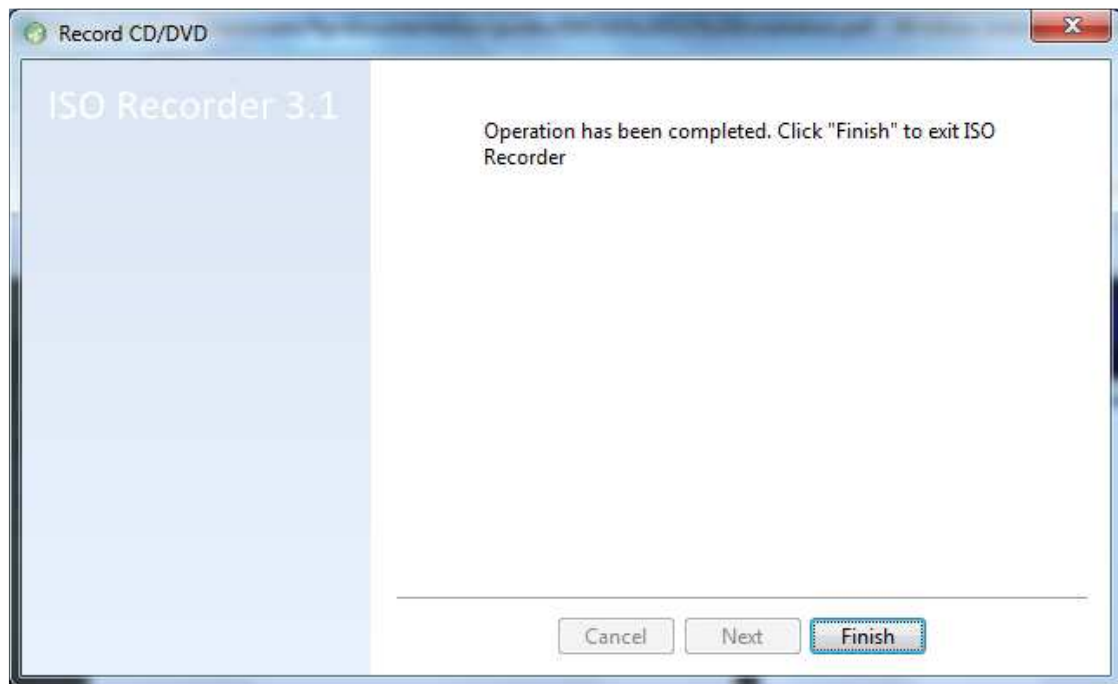 Record CD/DVD
ISO Recorder 3.1
Operation has been completed. Click "Finish" to exit ISO
Recorder
Cancel
Next
Finish